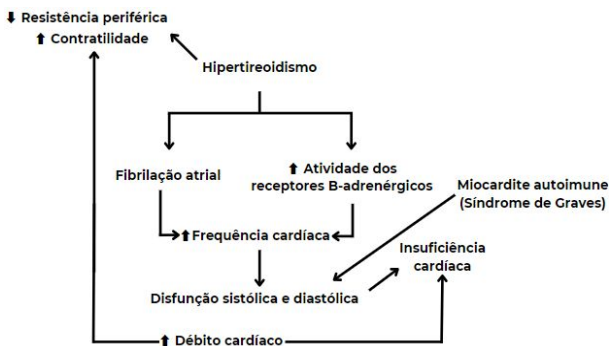 ⬇ Resistência periférica
⬆ Contratilidade
Hipertireoidismo
Fibrilação atrial
⬆ Atividade dos
receptores B-adrenérgicos
Miocardite autoimune
(Síndrome de Graves)
⬆Frequência cardíaca
Insuficiência
cardíaca
Disfunção sistólica e diastólica
⬆ Débito cardíaco